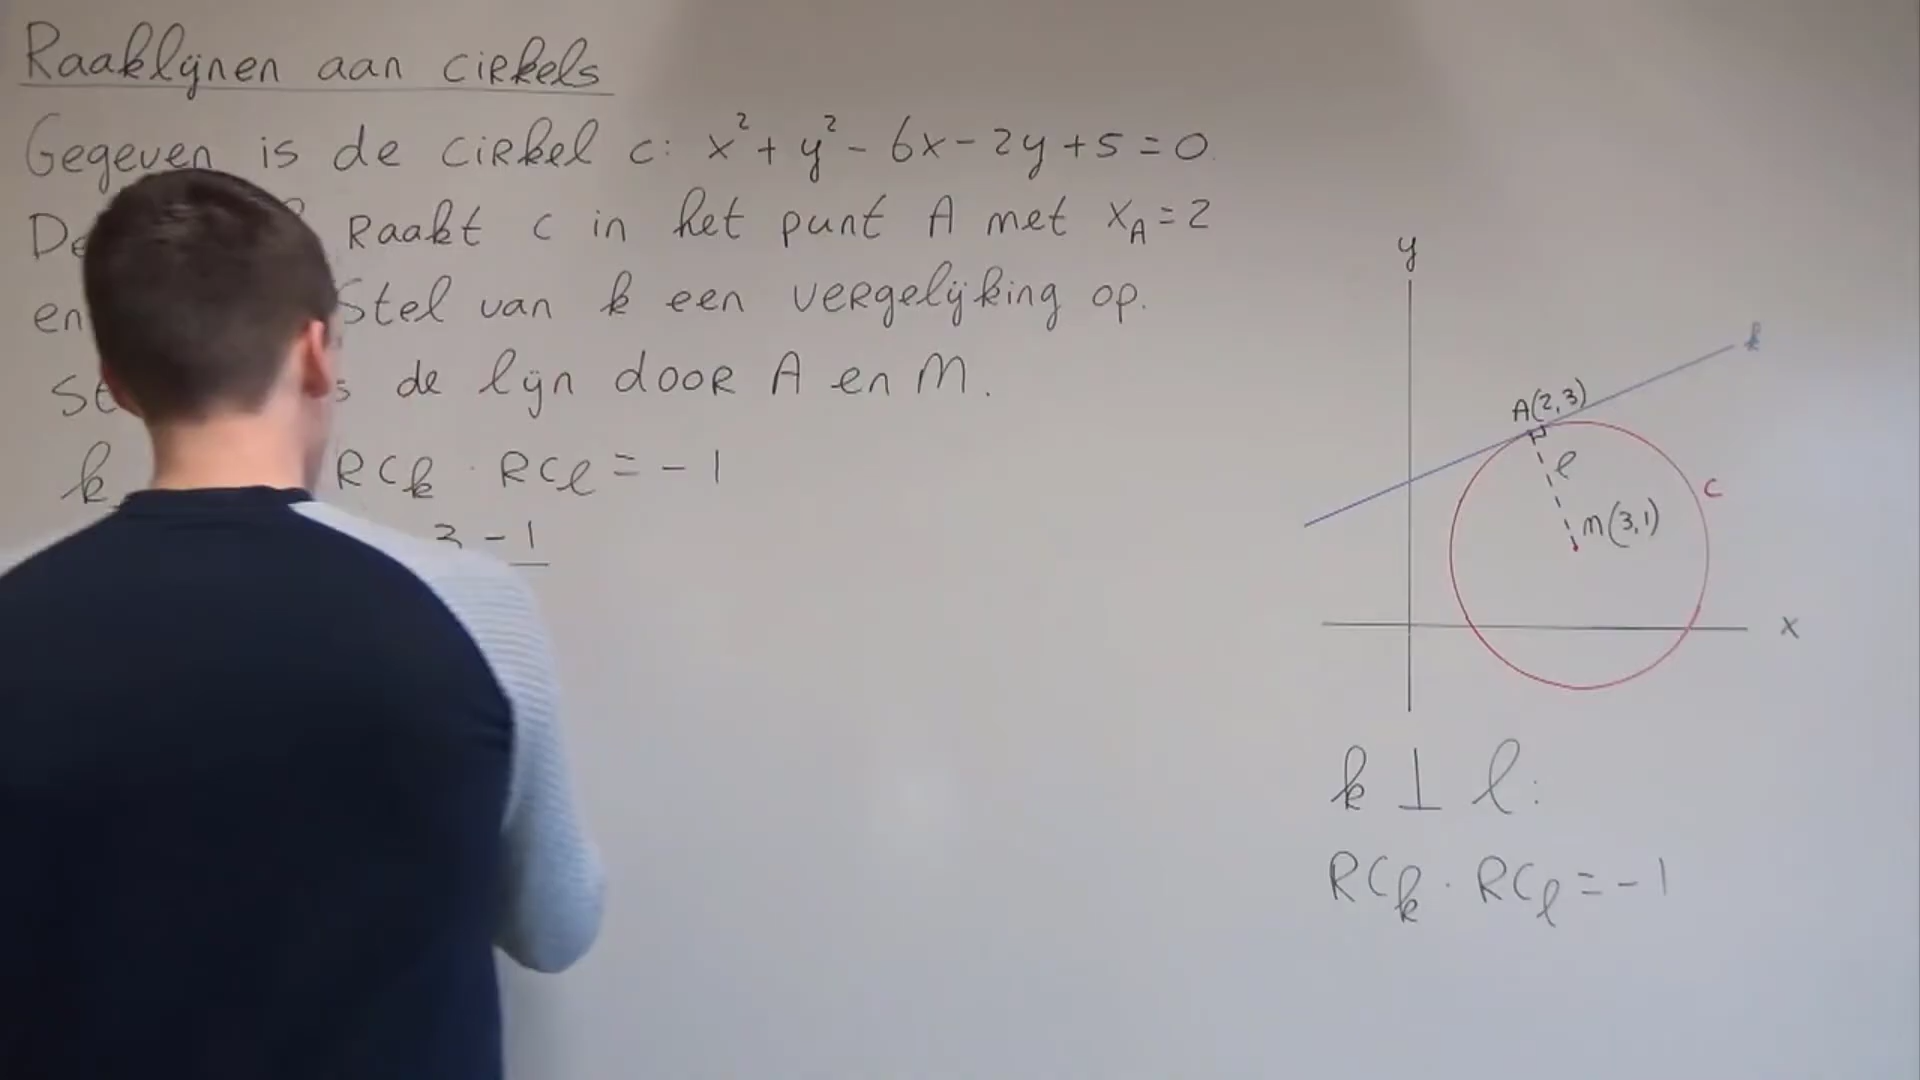 Raaklijnen aan cirkels
Gegeven is de cirkel c: x² + y² - 6x - 2y + 5 = 0.
De raakt c in het punt A met x_A = 2
en Stel van k een vergelijking op.
de lijn door A en M.
k RC_k · RC_l = -1
3 - 1
y
k
A(2,3)
l
c
M(3,1)
x
k ⊥ l:
RC_k · RC_l = -1